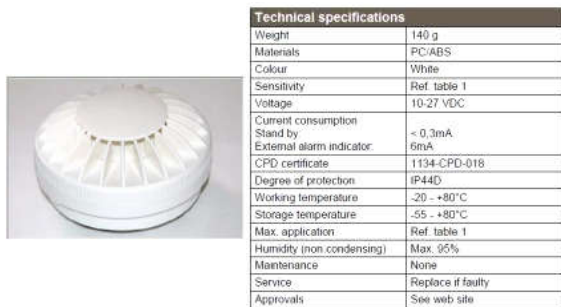 Technical specifications
Weight 140 g
Materials PC/ABS
Colour White
Sensitivity Ref. table 1
Voltage 10-27 VDC
Current consumption
Stand by: < 0,3mA
External alarm indicator: 6mA
CPD certificate 1134-CPD-018
Degree of protection IP44D
Working temperature -20 - +80°C
Storage temperature -55 - +80°C
Max. application Ref. table 1
Humidity (non condensing) Max. 95%
Maintenance None
Service Replace if faulty
Approvals See web site